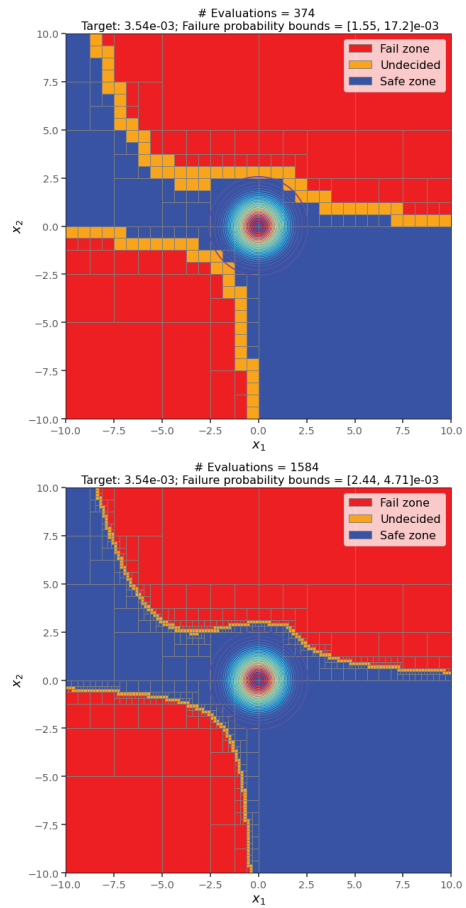 # Evaluations = 374
Target: 3.54e-03; Failure probability bounds = [1.55, 17.2]e-03
10.0
7.5
5.0
2.5
0.0
−2.5
−5.0
−7.5
−10.0
x2
Fail zone
Undecided
Safe zone
−10.0 −7.5 −5.0 −2.5 0.0 2.5 5.0 7.5 10.0
x1
# Evaluations = 1584
Target: 3.54e-03; Failure probability bounds = [2.44, 4.71]e-03
10.0
7.5
5.0
2.5
0.0
−2.5
−5.0
−7.5
−10.0
x2
Fail zone
Undecided
Safe zone
−10.0 −7.5 −5.0 −2.5 0.0 2.5 5.0 7.5 10.0
x1